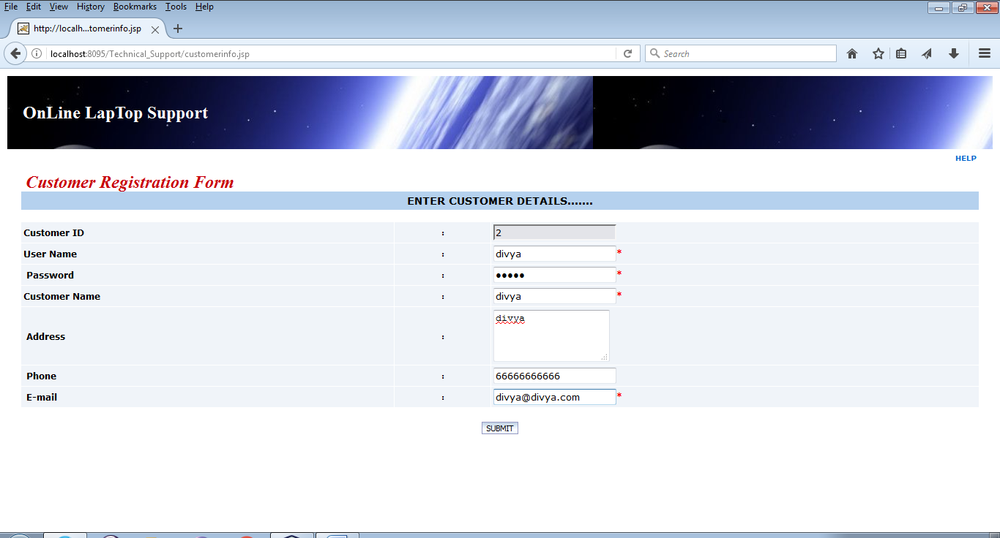 File Edit View History Bookmarks Tools Help
http://localh...tomerinfo.jsp
localhost:8095/Technical_Support/customerinfo.jsp
Search
OnLine LapTop Support
HELP
Customer Registration Form
ENTER CUSTOMER DETAILS.......
Customer ID : 2
User Name : divya *
Password : ●●●●● *
Customer Name : divya *
Address : divya
Phone : 66666666666
E-mail : divya@divya.com *
SUBMIT